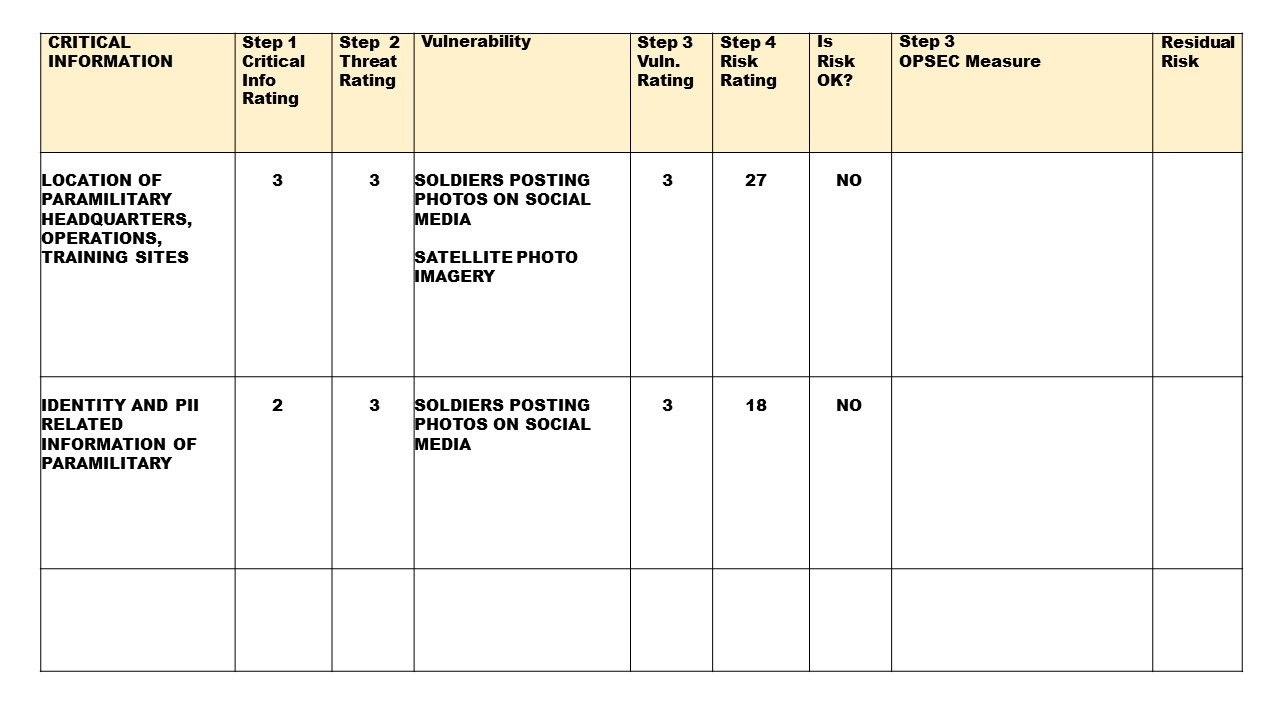 CRITICAL
INFORMATION
Step 1
Critical
Info
Rating
Step 2
Threat
Rating
Vulnerability
Step 3
Vuln.
Rating
Step 4
Risk
Rating
Is
Risk
OK?
Step 3
OPSEC Measure
Residual
Risk
LOCATION OF
PARAMILITARY
HEADQUARTERS,
OPERATIONS,
TRAINING SITES
3
3
SOLDIERS POSTING
PHOTOS ON SOCIAL
MEDIA
SATELLITE PHOTO
IMAGERY
3
27
NO
IDENTITY AND PII
RELATED
INFORMATION OF
PARAMILITARY
2
3
SOLDIERS POSTING
PHOTOS ON SOCIAL
MEDIA
3
18
NO